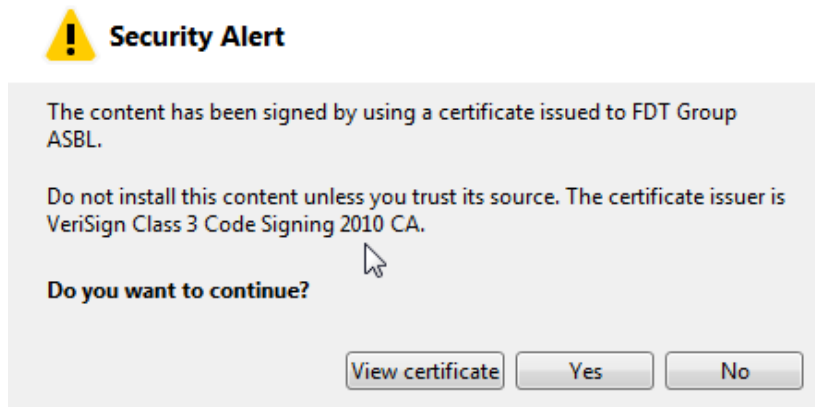 Security Alert
The content has been signed by using a certificate issued to FDT Group
ASBL.
Do not install this content unless you trust its source. The certificate issuer is
VeriSign Class 3 Code Signing 2010 CA.
Do you want to continue?
View certificate Yes No